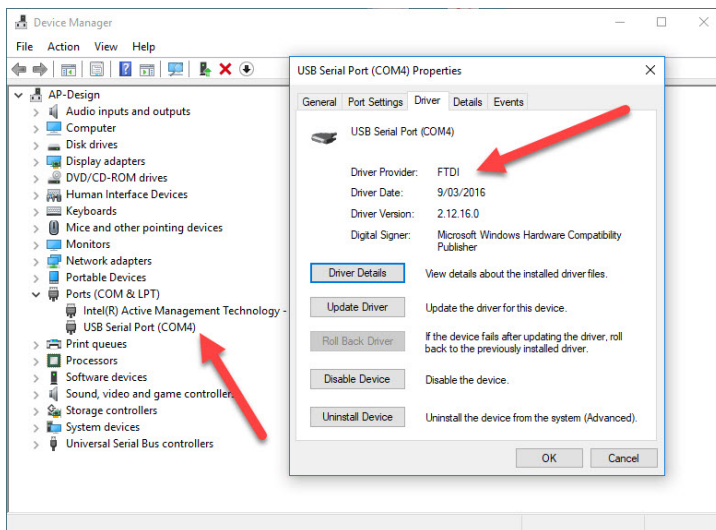 Device Manager
File Action View Help
AP-Design
Audio inputs and outputs
Computer
Disk drives
Display adapters
DVD/CD-ROM drives
Human Interface Devices
Keyboards
Mice and other pointing devices
Monitors
Network adapters
Portable Devices
Ports (COM & LPT)
Intel(R) Active Management Technology -
USB Serial Port (COM4)
Print queues
Processors
Software devices
Sound, video and game controllers
Storage controllers
System devices
Universal Serial Bus controllers
USB Serial Port (COM4) Properties
General Port Settings Driver Details Events
USB Serial Port (COM4)
Driver Provider: FTDI
Driver Date: 9/03/2016
Driver Version: 2.12.16.0
Digital Signer: Microsoft Windows Hardware Compatibility
Publisher
Driver Details View details about the installed driver files.
Update Driver Update the driver for this device.
Roll Back Driver If the device fails after updating the driver, roll
back to the previously installed driver.
Disable Device Disable the device.
Uninstall Device Uninstall the device from the system (Advanced).
OK Cancel